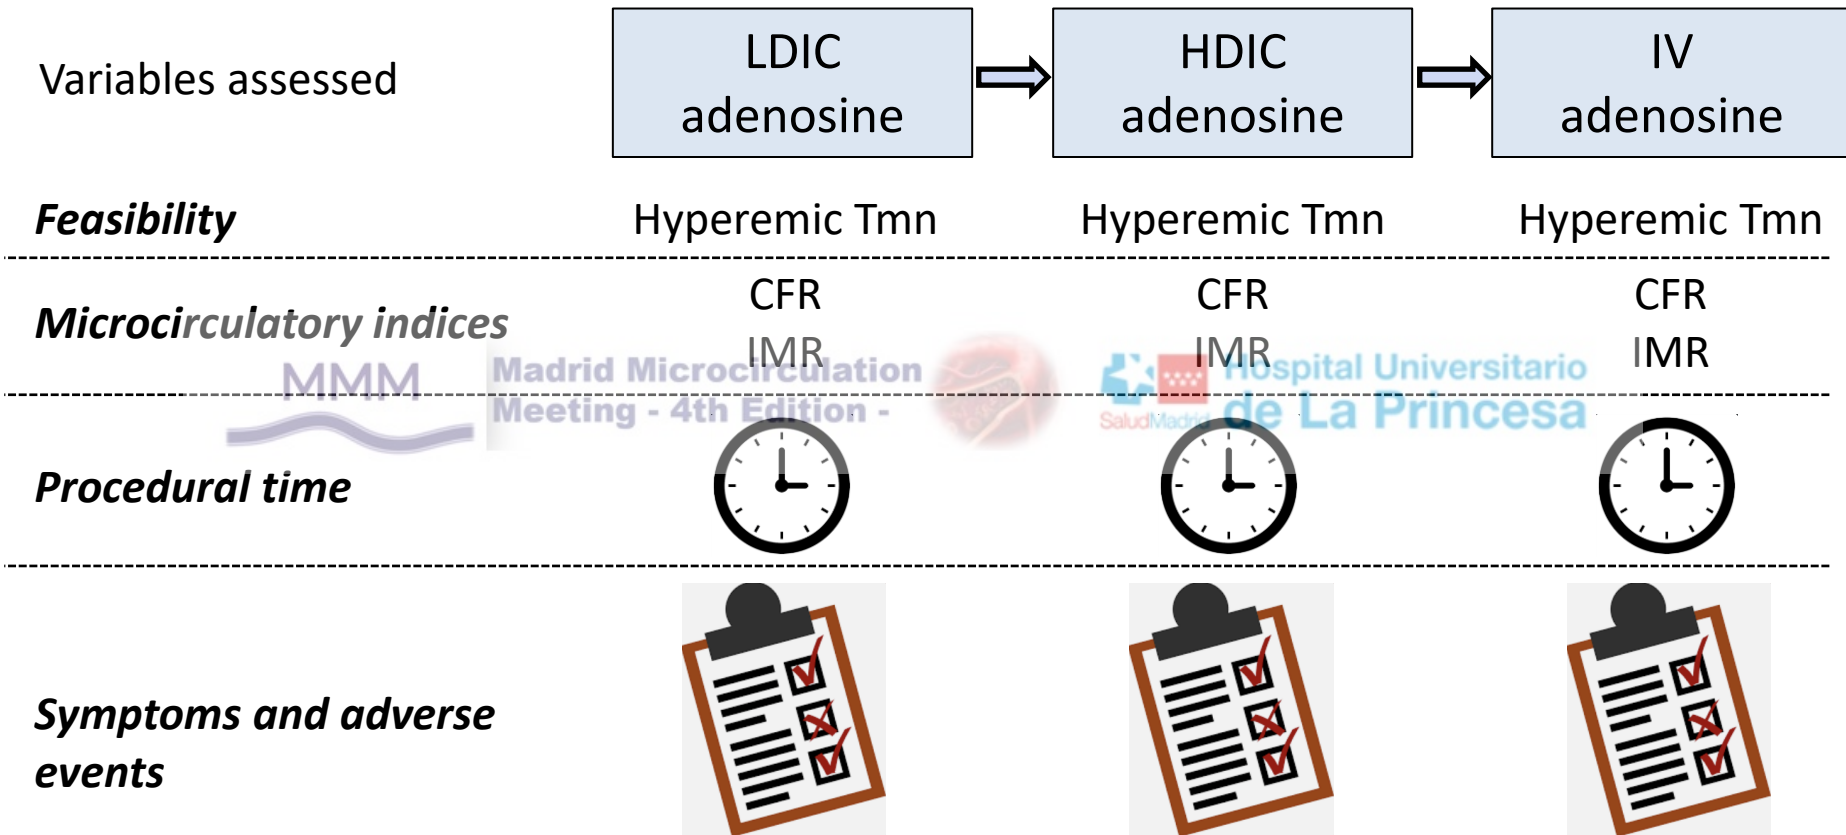 Variables assessed
LDIC
adenosine
HDIC
adenosine
IV
adenosine
Feasibility
Hyperemic Tmn
Hyperemic Tmn
Hyperemic Tmn
Microcirculatory indices
CFR
IMR
CFR
IMR
CFR
IMR
MMM
Madrid Microcirculation
Meeting - 4th Edition -
SaludMadrid
Hospital Universitario
de La Princesa
Procedural time
Symptoms and adverse
events